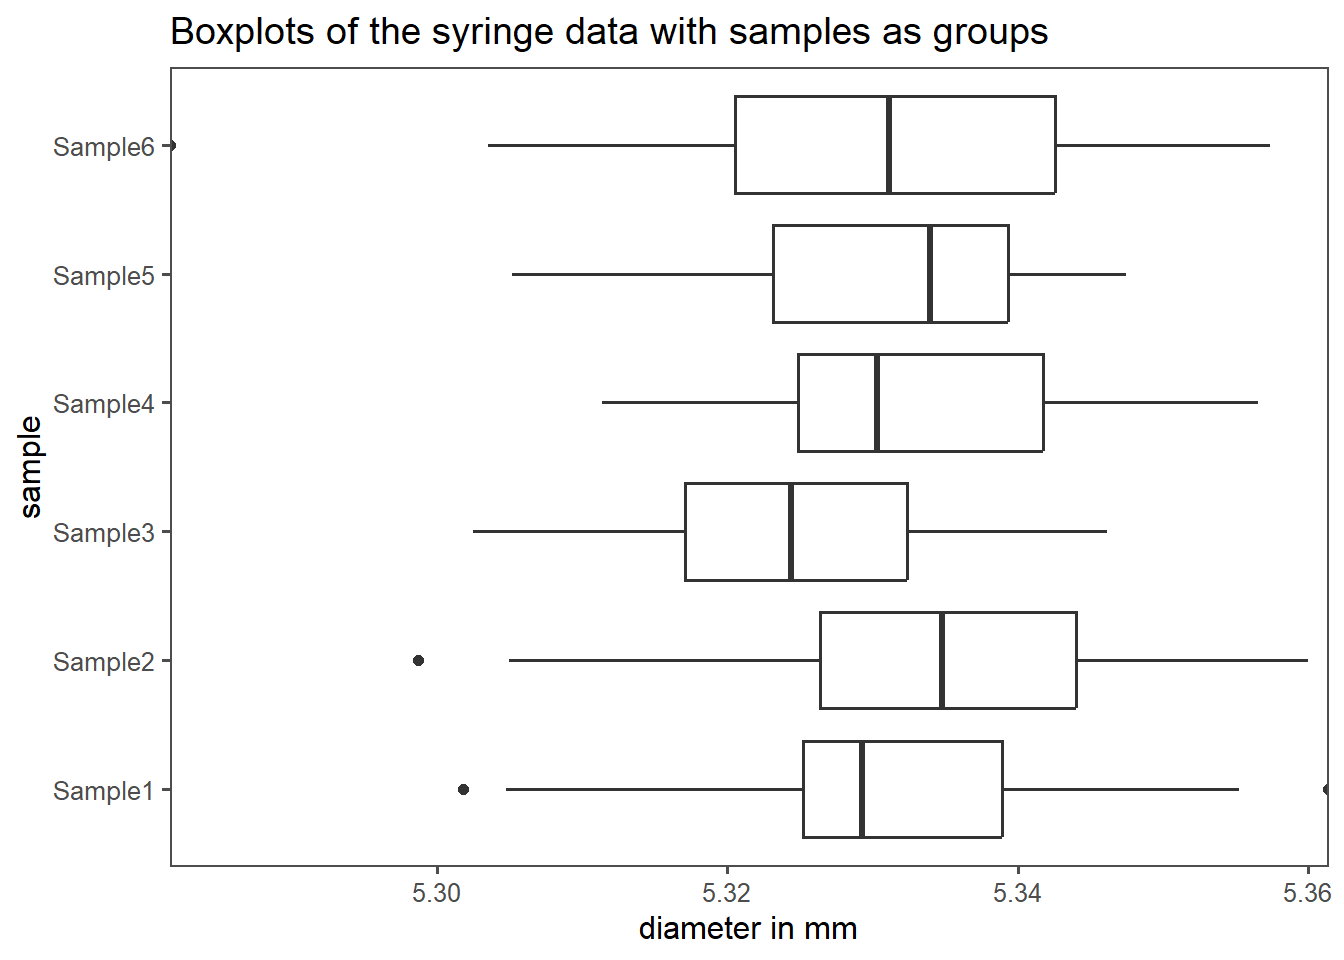 Boxplots of the syringe data with samples as groups
Sample6
Sample5
Sample4
Sample3
Sample2
Sample1
sample
5.30 5.32 5.34 5.36
diameter in mm